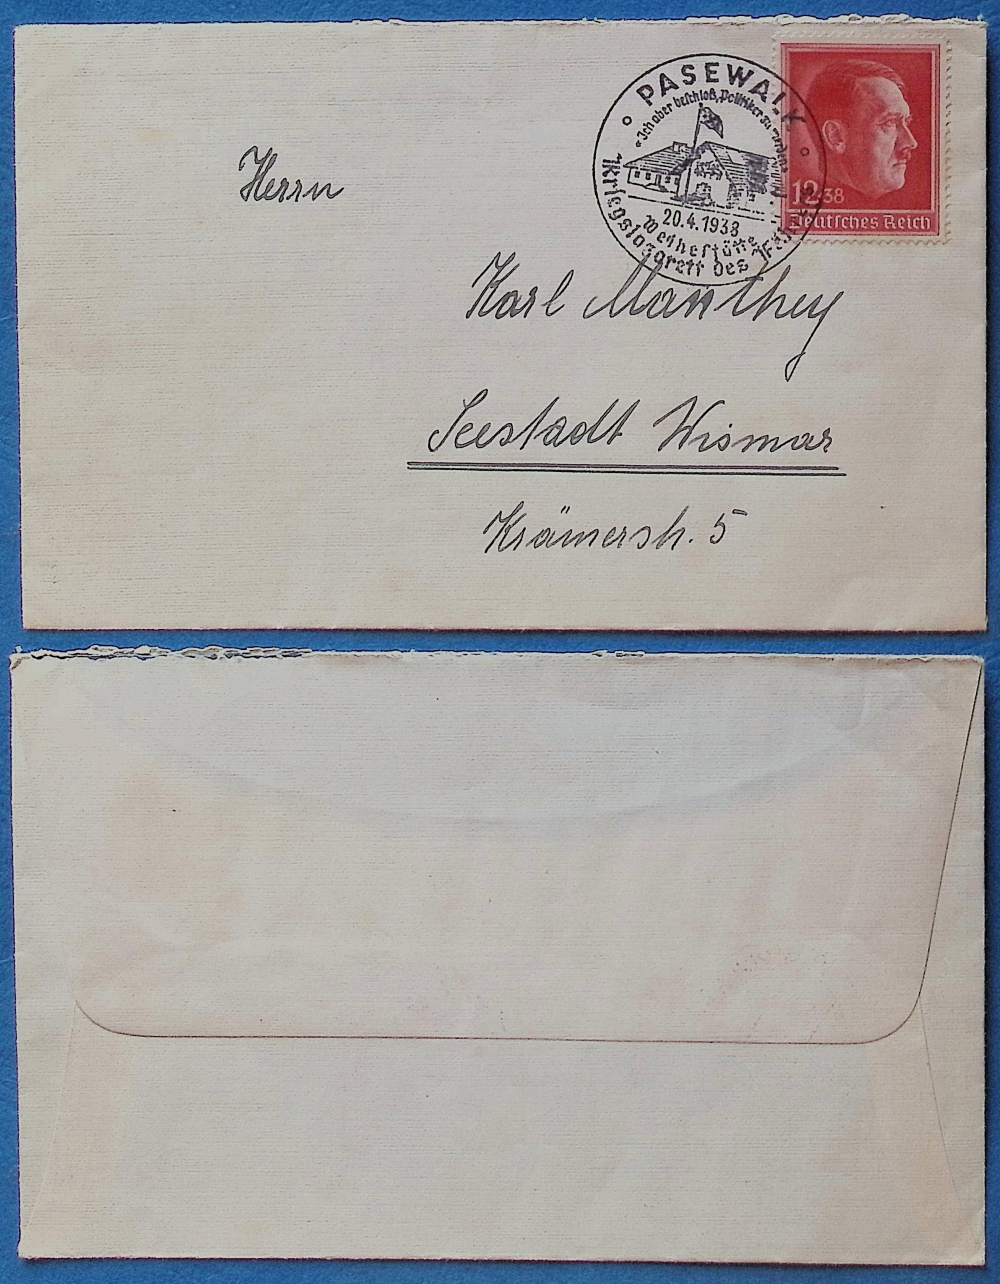 PASEWALK
«Ich aber beschloß, Politiker zu werden»
20.4.1938
Weihestätte
"Kriegslazarett des Führers"
12+38
Deutsches Reich
Herrn
Karl Manthey
Seestadt Wismar
Krämerstr. 5